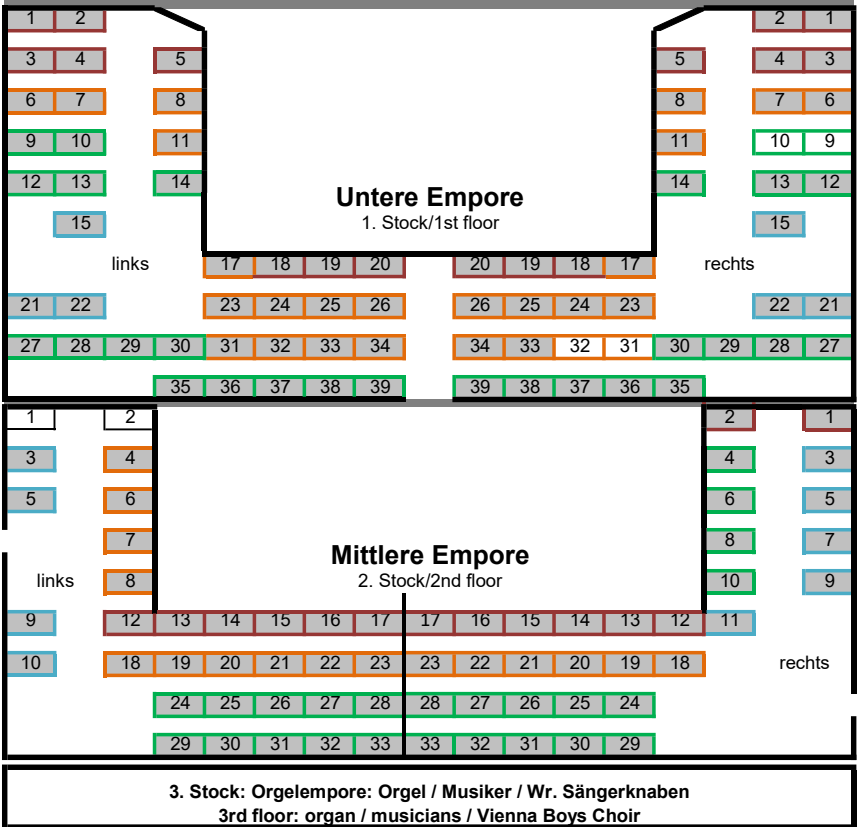 1 2 2 1
3 4 5 5 4 3
6 7 8 8 7 6
9 10 11 11 10 9
12 13 14 14 13 12
Untere Empore
15 1. Stock/1st floor 15
links 17 18 19 20 20 19 18 17 rechts
21 22 23 24 25 26 26 25 24 23 22 21
27 28 29 30 31 32 33 34 34 33 32 31 30 29 28 27
35 36 37 38 39 39 38 37 36 35
1 2 2 1
3 4 4 3
5 6 6 5
7 8 7
Mittlere Empore
links 8 2. Stock/2nd floor 10 9
9 12 13 14 15 16 17 17 16 15 14 13 12 11
10 18 19 20 21 22 23 23 22 21 20 19 18 rechts
24 25 26 27 28 28 27 26 25 24
29 30 31 32 33 33 32 31 30 29
3. Stock: Orgelempore: Orgel / Musiker / Wr. Sängerknaben
3rd floor: organ / musicians / Vienna Boys Choir